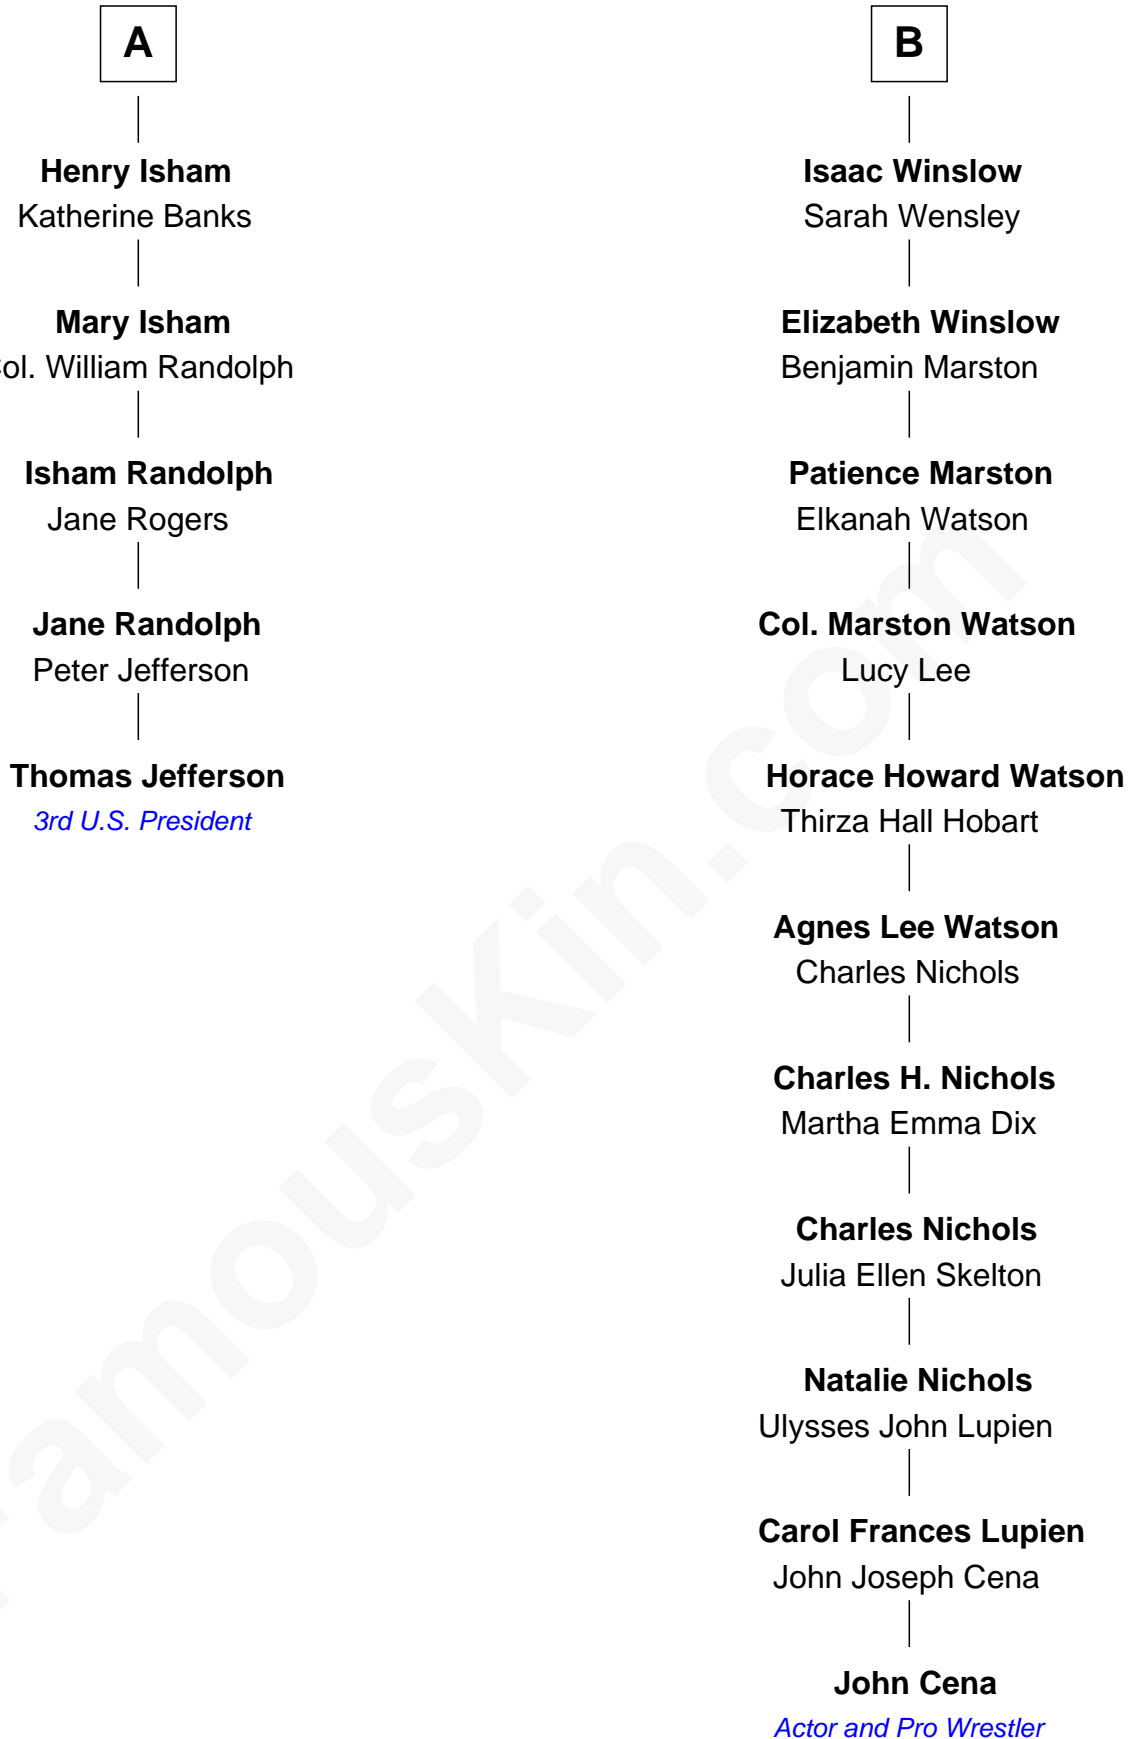 A
Henry Isham
Katherine Banks
Mary Isham
ol. William Randolph
Isham Randolph
Jane Rogers
Jane Randolph
Peter Jefferson
Thomas Jefferson
3rd U.S. President
B
Isaac Winslow
Sarah Wensley
Elizabeth Winslow
Benjamin Marston
Patience Marston
Elkanah Watson
Col. Marston Watson
Lucy Lee
Horace Howard Watson
Thirza Hall Hobart
Agnes Lee Watson
Charles Nichols
Charles H. Nichols
Martha Emma Dix
Charles Nichols
Julia Ellen Skelton
Natalie Nichols
Ulysses John Lupien
Carol Frances Lupien
John Joseph Cena
John Cena
Actor and Pro Wrestler
FamousKin.com